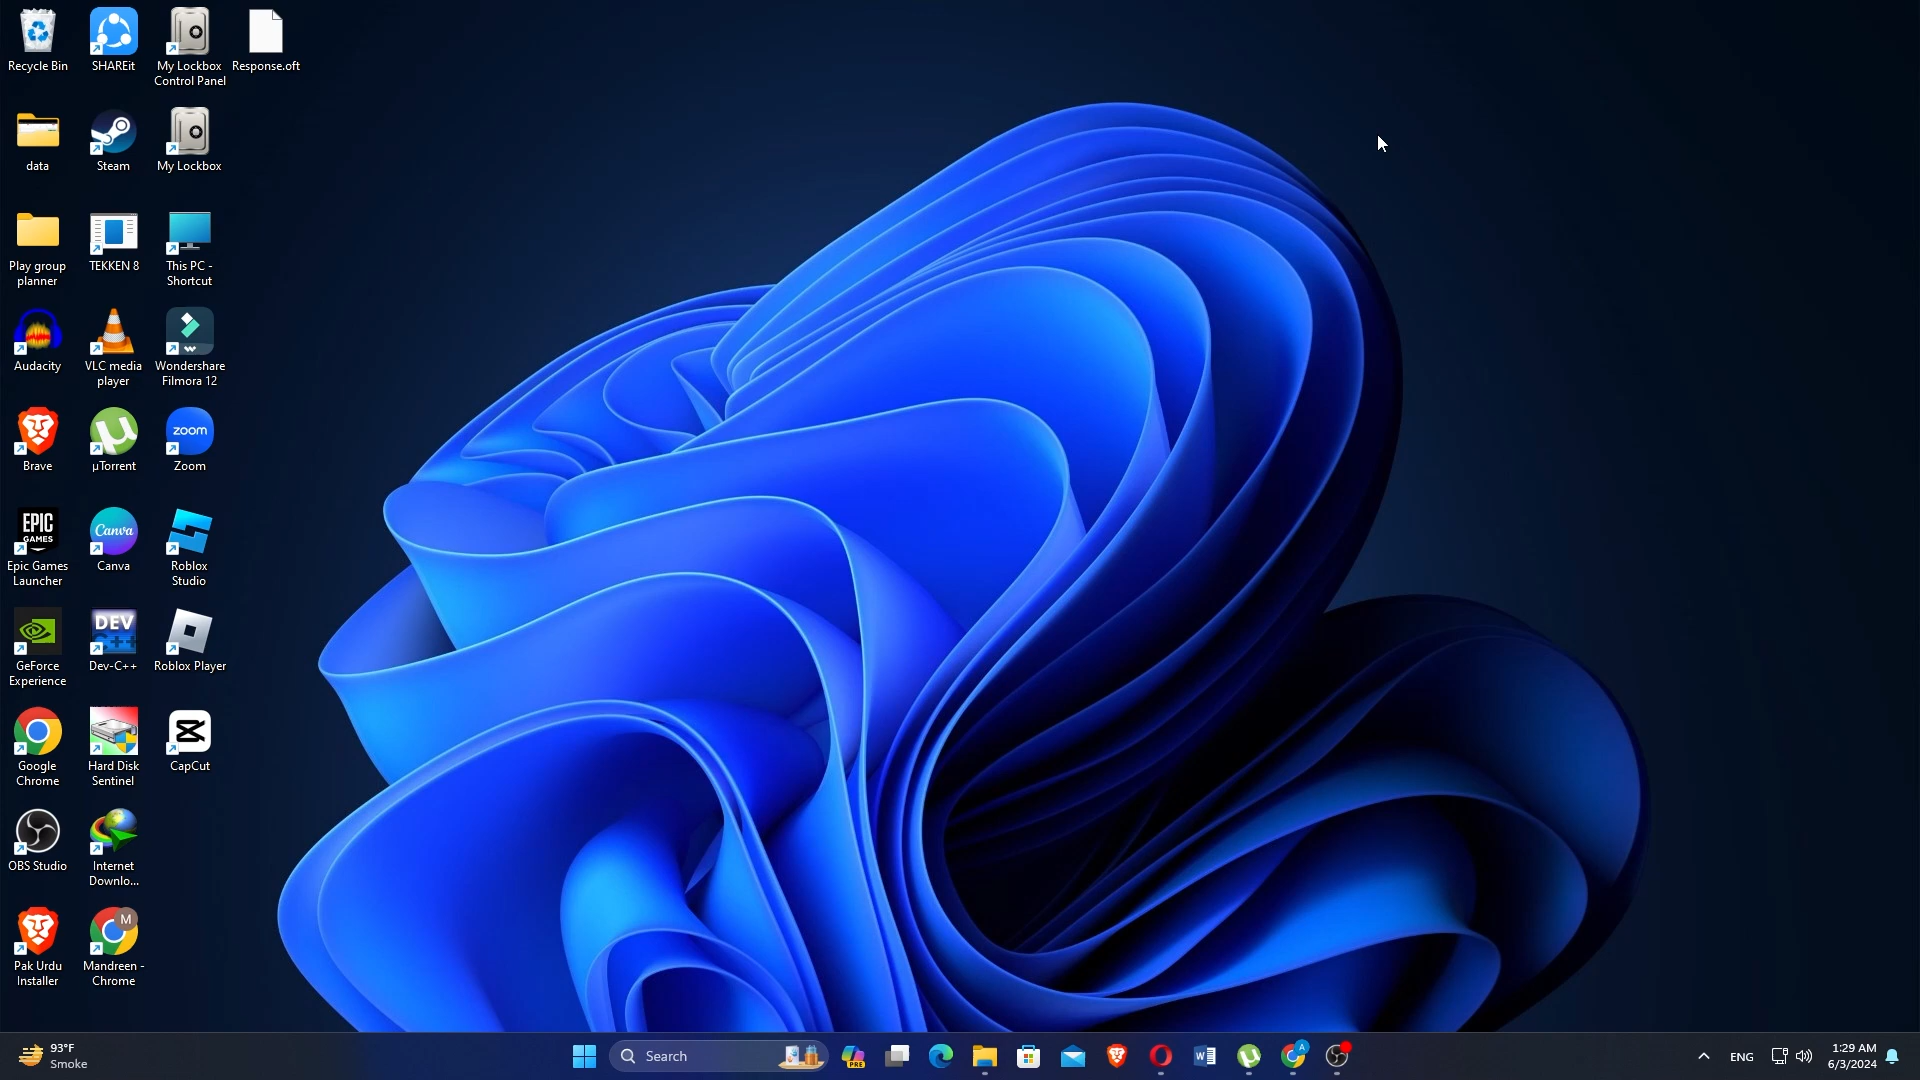 Recycle Bin
SHAREit
My Lockbox
Control Panel
Response.oft
data
Steam
My Lockbox
Play group
planner
TEKKEN 8
This PC -
Shortcut
Audacity
VLC media
player
Wondershare
Filmora 12
Brave
µTorrent
zoom
Zoom
EPIC
GAMES
Epic Games
Launcher
Canva
Canva
Roblox
Studio
GeForce
Experience
DEV
C++
Dev-C++
Roblox Player
Google
Chrome
Hard Disk
Sentinel
CapCut
OBS Studio
Internet
Downlo...
Pak Urdu
Installer
M
Mandreen -
Chrome
93°F
Smoke
Search
PRE
W
A
ENG
1:29 AM
6/3/2024